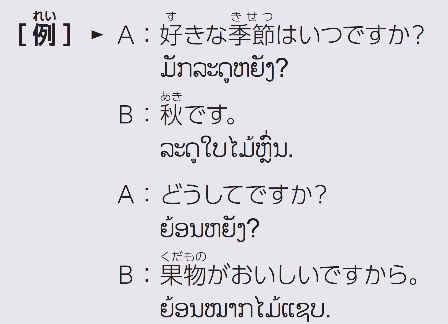 れい
[例] ► A：好きな季節はいつですか？
す きせつ
ມັກລະດູຫຍັງ?
あき
B：秋です。
ລະດູໃບໄມ້ຫຼົ່ນ.
A：どうしてですか？
ຍ້ອນຫຍັງ?
くだもの
B：果物がおいしいですから。
ຍ້ອນໝາກໄມ້ແຊບ.